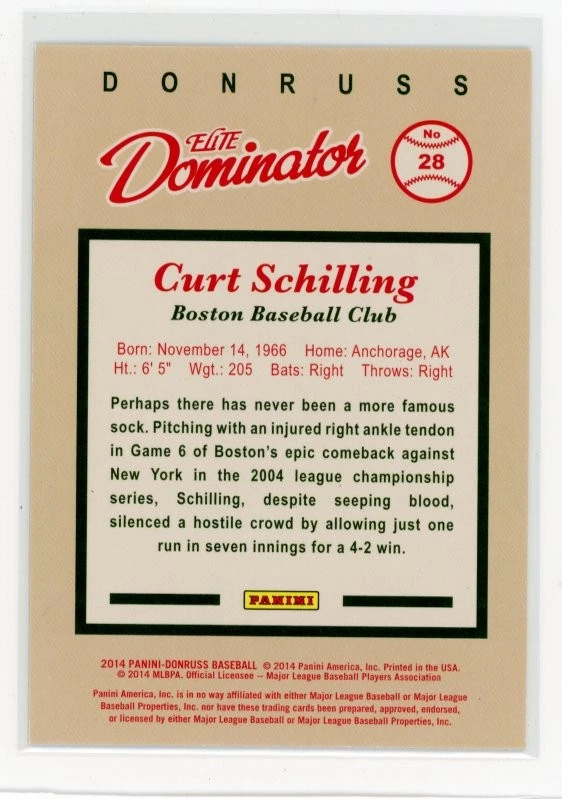 DONRUSS
ELITE
Dominator
No
28
Curt Schilling
Boston Baseball Club
Born: November 14, 1966 Home: Anchorage, AK
Ht.: 6' 5" Wgt.: 205 Bats: Right Throws: Right
Perhaps there has never been a more famous
sock. Pitching with an injured right ankle tendon
in Game 6 of Boston's epic comeback against
New York in the 2004 league championship
series, Schilling, despite seeping blood,
silenced a hostile crowd by allowing just one
run in seven innings for a 4-2 win.
PANINI
2014 PANINI-DONRUSS BASEBALL © 2014 Panini America, Inc. Printed in the USA.
© 2014 MLBPA. Official Licensee -- Major League Baseball Players Association
Panini America, Inc. is in no way affiliated with either Major League Baseball or Major League
Baseball Properties, Inc. nor have these trading cards been prepared, approved, endorsed,
or licensed by either Major League Baseball or Major League Baseball Properties, Inc.